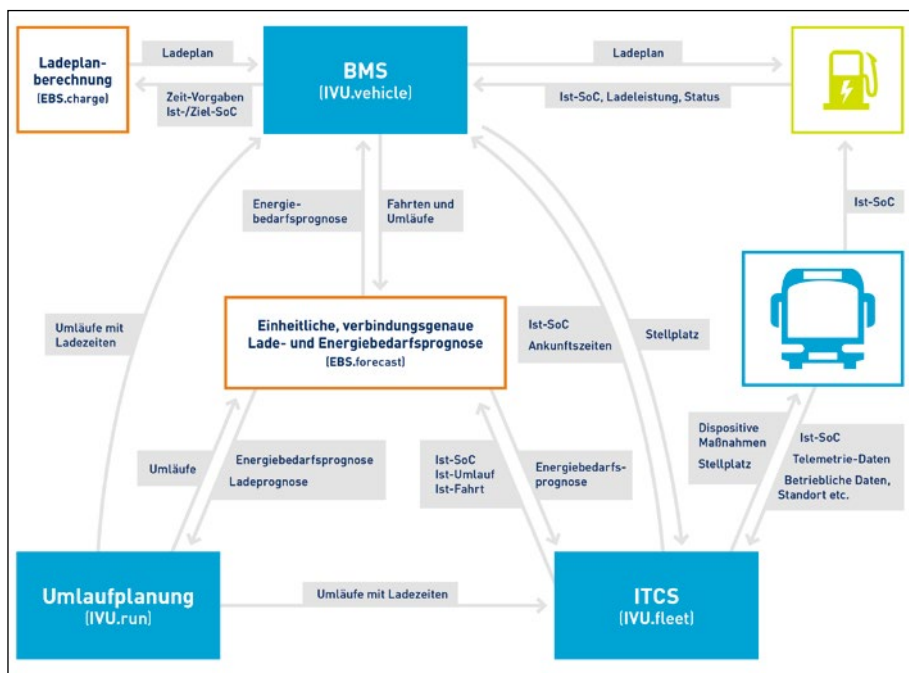 Ladeplan-
berechnung
(EBS.charge)
Ladeplan
Zeit-Vorgaben
Ist-/Ziel-SoC
BMS
(IVU.vehicle)
Ladeplan
Ist-SoC, Ladeleistung, Status
Energie-
bedarfsprognose
Fahrten und
Umläufe
Ist-SoC
Umläufe mit
Ladezeiten
Einheitliche, verbindungsgenaue
Lade- und Energiebedarfsprognose
(EBS.forecast)
Ist-SoC
Ankunftszeiten
Stellplatz
Umläufe
Energiebedarfsprognose
Ladeprognose
Ist-SoC
Ist-Umlauf
Ist-Fahrt
Energiebedarfs-
prognose
Dispositive
Maßnahmen
Stellplatz
Ist-SoC
Telemetrie-Daten
Betriebliche Daten,
Standort etc.
Umlaufplanung
(IVU.run)
Umläufe mit Ladezeiten
ITCS
(IVU.fleet)